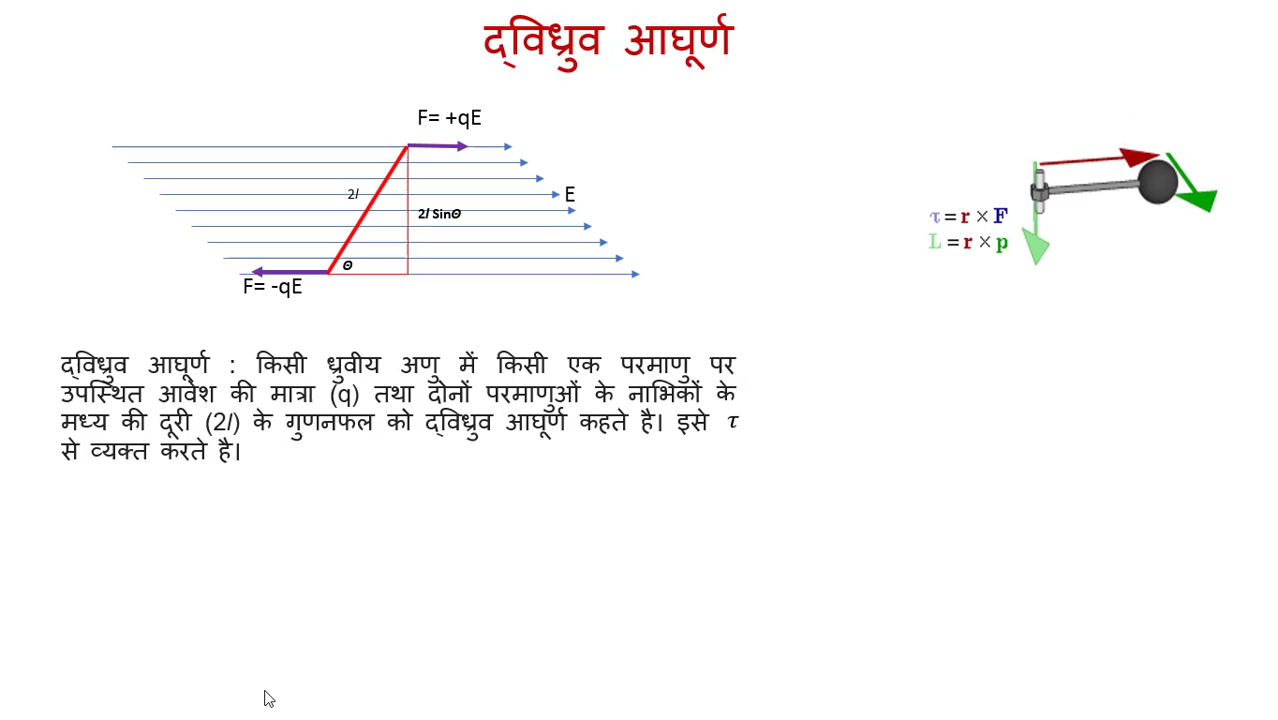 द्विध्रुव आघूर्ण
F= +qE
2l
E
2l SinΘ
Θ
F= -qE
τ = r × F
L = r × p
द्विध्रुव आघूर्ण : किसी ध्रुवीय अणु में किसी एक परमाणु पर
उपस्थित आवेश की मात्रा (q) तथा दोनों परमाणुओं के नाभिकों के
मध्य की दूरी (2l) के गुणनफल को द्विध्रुव आघूर्ण कहते है। इसे τ
से व्यक्त करते है।